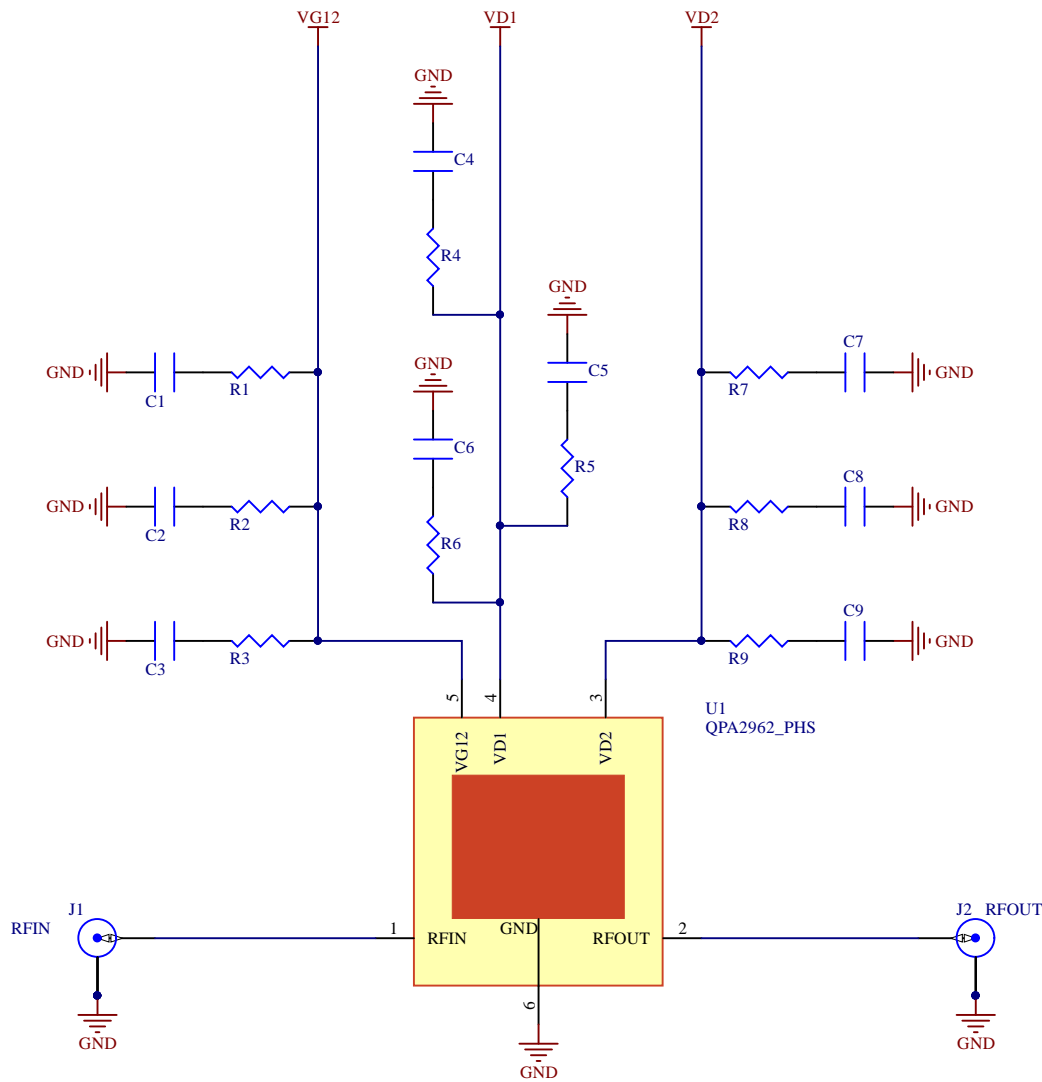 VG12
VD1
VD2
GND
C4
R4
GND
C5
R5
GND
C6
R6
GND
C1
R1
R7
C7
GND
GND
C2
R2
R8
C8
GND
GND
C3
R3
R9
C9
GND
5
4
3
U1
QPA2962_PHS
VG12
VD1
VD2
J1
RFIN
1
RFIN
GND
RFOUT
2
J2
RFOUT
6
GND
GND
GND